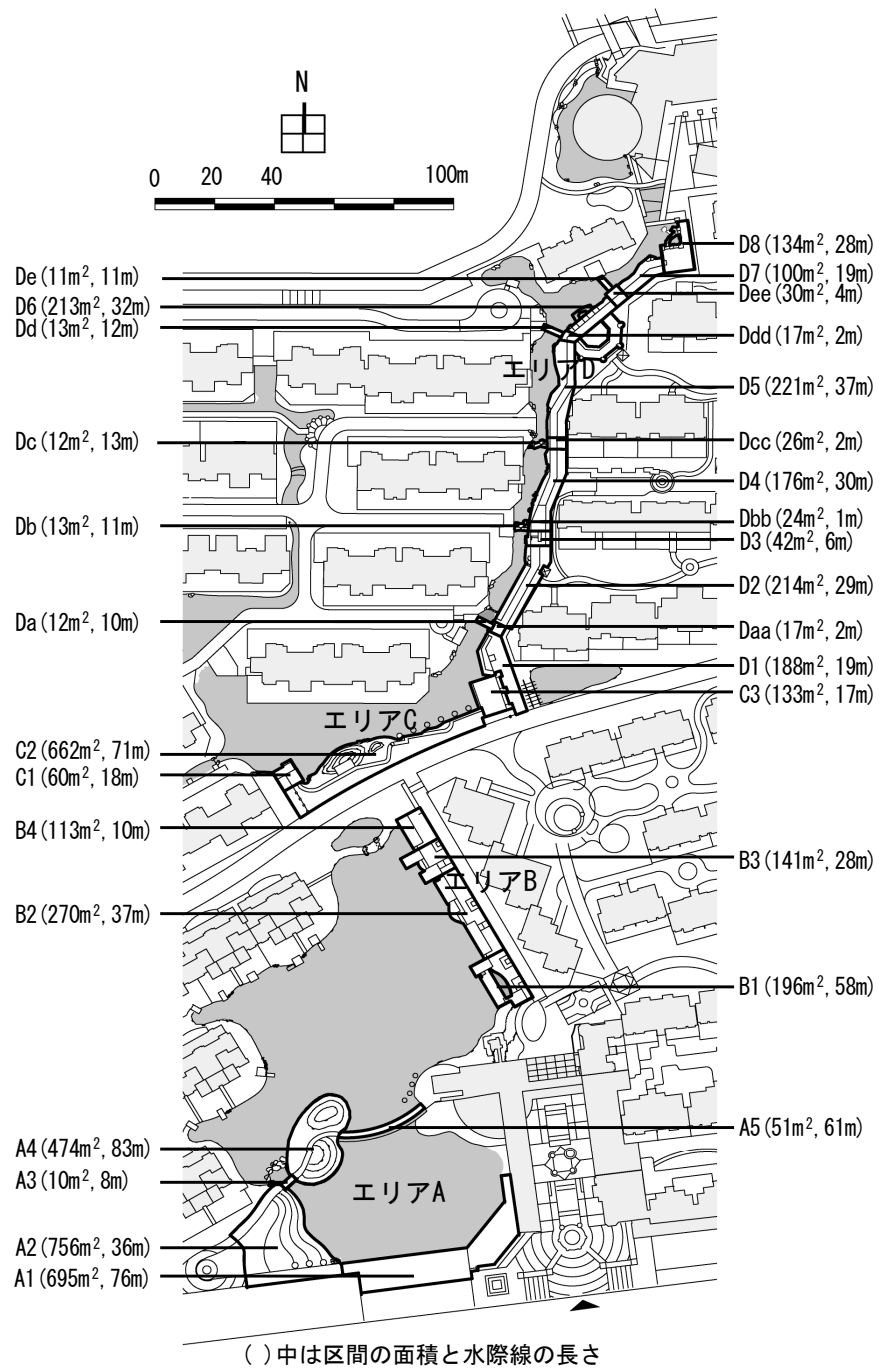 N
0 20 40 100m
De(11m², 11m)
D6(213m², 32m)
Dd(13m², 12m)
Dc(12m², 13m)
Db(13m², 11m)
Da(12m², 10m)
C2(662m², 71m)
C1(60m², 18m)
B4(113m², 10m)
B2(270m², 37m)
A4(474m², 83m)
A3(10m², 8m)
A2(756m², 36m)
A1(695m², 76m)
エリアD
エリアC
エリアB
エリアA
D8(134m², 28m)
D7(100m², 19m)
Dee(30m², 4m)
Ddd(17m², 2m)
D5(221m², 37m)
Dcc(26m², 2m)
D4(176m², 30m)
Dbb(24m², 1m)
D3(42m², 6m)
D2(214m², 29m)
Daa(17m², 2m)
D1(188m², 19m)
C3(133m², 17m)
B3(141m², 28m)
B1(196m², 58m)
A5(51m², 61m)
( )中は区間の面積と水際線の長さ